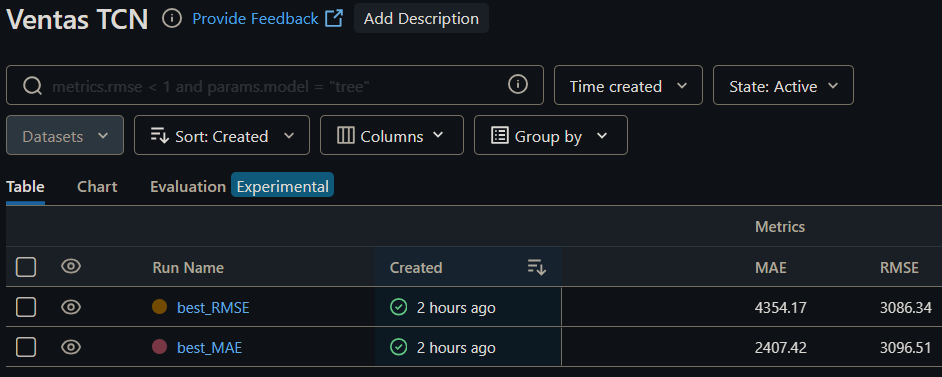 Ventas TCN Provide Feedback Add Description
metrics.rmse < 1 and params.model = "tree" Time created State: Active
Datasets Sort: Created Columns Group by
Table Chart Evaluation Experimental
Metrics
Run Name Created MAE RMSE
best_RMSE 2 hours ago 4354.17 3086.34
best_MAE 2 hours ago 2407.42 3096.51